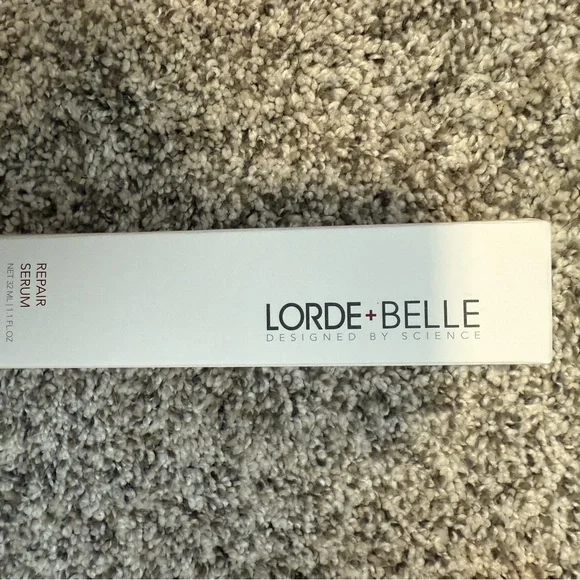 LORDE+BELLE
DESIGNED BY SCIENCE
REPAIR
SERUM
NET 32 ML | 1.1 FL OZ